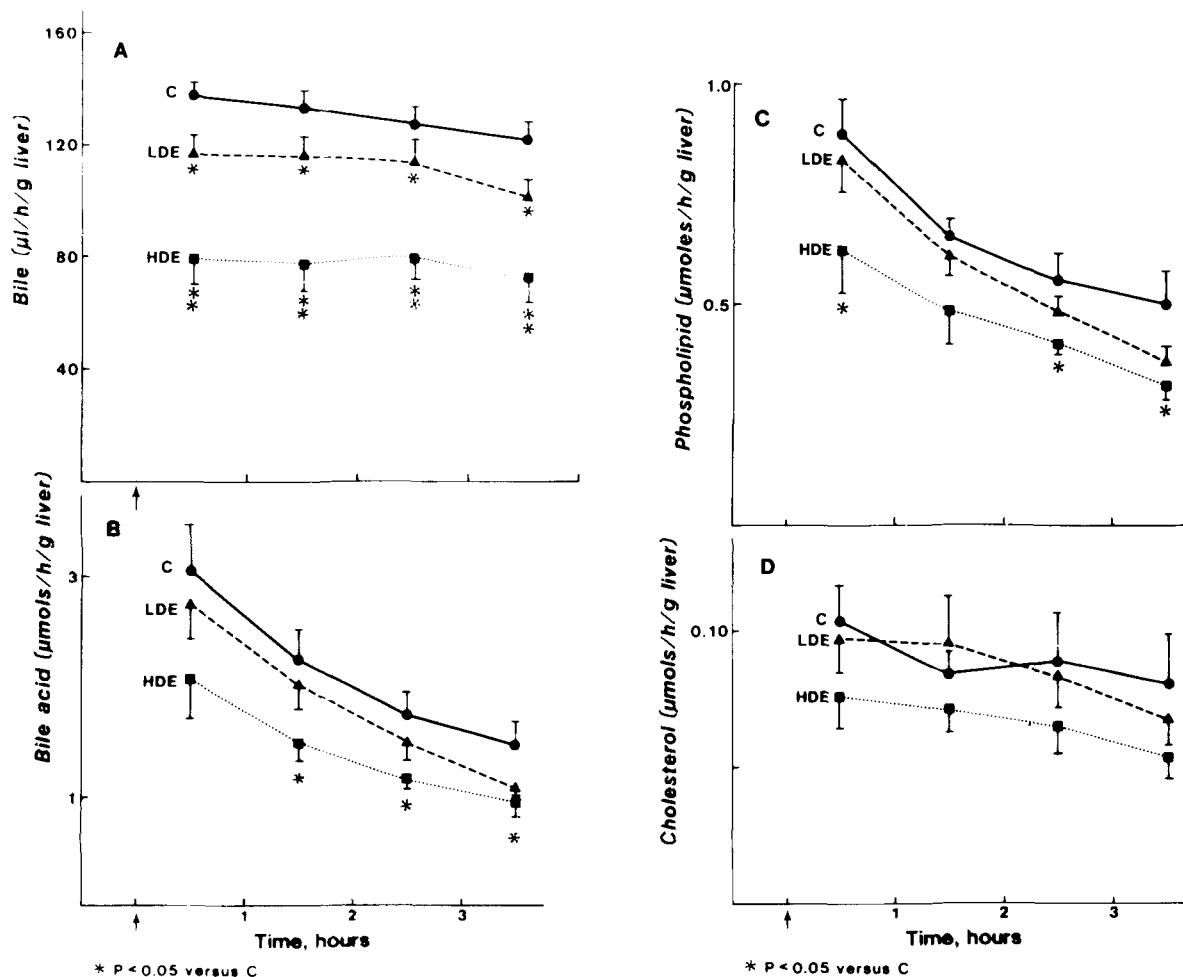 Bile (µl/h/g liver)
160
120
80
40
A
C
LDE
HDE
*
*
*
*
*
*
*
*
*
*
*
*
Bile acid (µmols/h/g liver)
3
1
B
C
LDE
HDE
*
*
*
1
2
3
Time, hours
* P < 0.05 versus C
Phospholipid (µmoles/h/g liver)
1.0
0.5
C
C
LDE
HDE
*
*
*
Cholesterol (µmols/h/g liver)
0.10
D
C
LDE
HDE
1
2
3
Time, hours
* P < 0.05 versus C